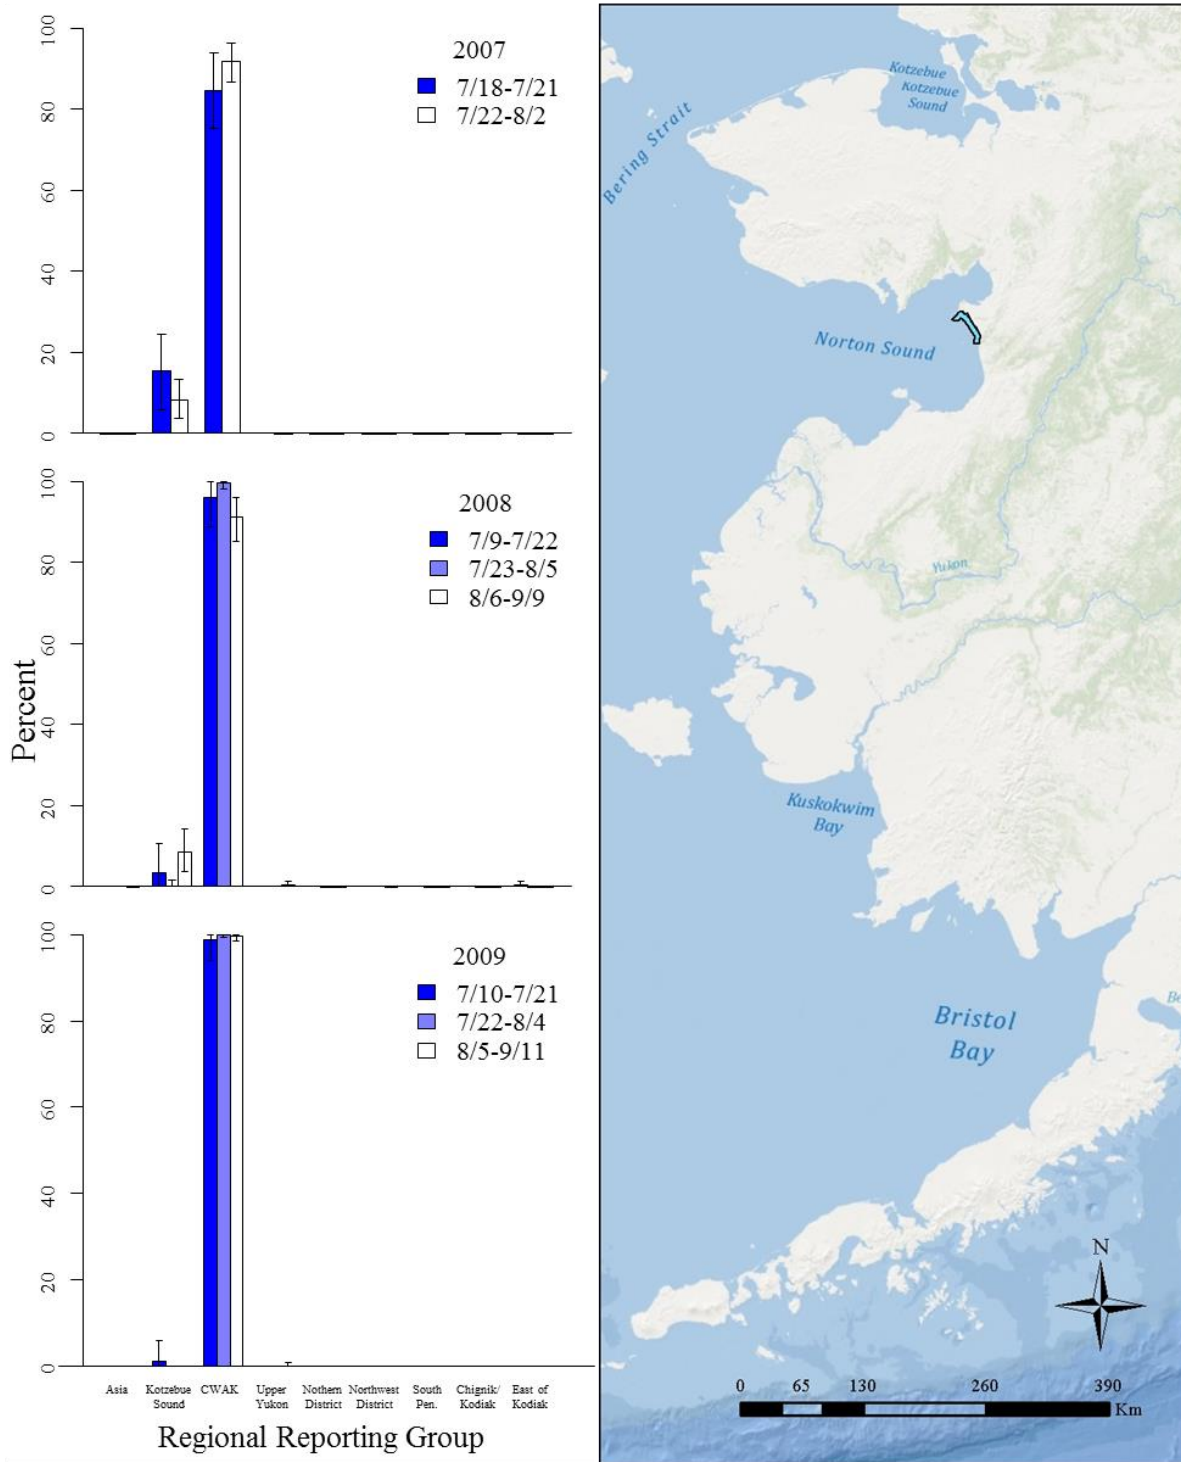 2007
7/18-7/21
7/22-8/2
0
20
40
60
80
100
2008
7/9-7/22
7/23-8/5
8/6-9/9
0
20
40
60
80
100
Percent
2009
7/10-7/21
7/22-8/4
8/5-9/11
0
20
40
60
80
100
Asia
Kotzebue
Sound
CWAK
Upper
Yukon
Nothern
District
Northwest
District
South
Pen.
Chignik/
Kodiak
East of
Kodiak
Regional Reporting Group
Kotzebue
Kotzebue
Sound
Bering Strait
Norton Sound
Yukon
Kuskokwim
Bay
Be
Bristol
Bay
N
0 65 130 260 390
Km